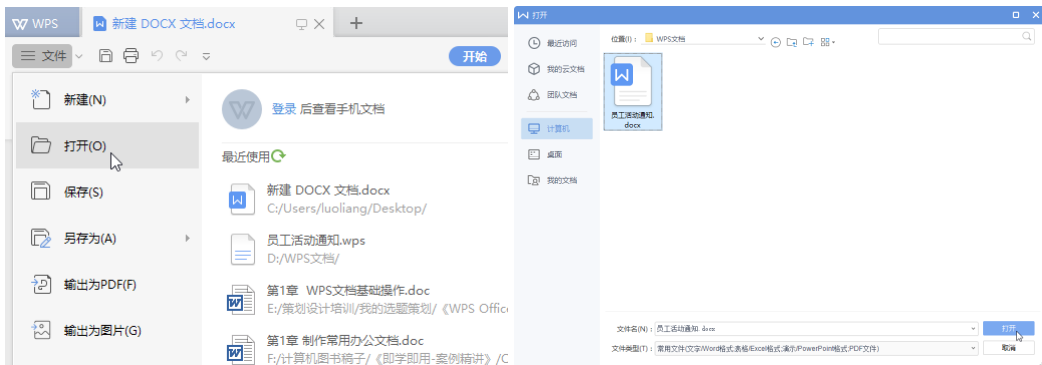 WPS
新建 DOCX 文档.docx
文件
开始
新建(N)
打开(O)
保存(S)
另存为(A)
输出为PDF(F)
输出为图片(G)
登录 后查看手机文档
最近使用
新建 DOCX 文档.docx
C:/Users/luoliang/Desktop/
员工活动通知.wps
D:/WPS文档/
第1章 WPS文档基础操作.doc
E:/策划设计培训/我的选题策划/《WPS Offic
第1章 制作常用办公文档.doc
F:/计算机图书稿子/《即学即用-案例精讲》/C
打开
位置(I):
WPS文档
最近访问
我的云文档
团队文档
计算机
桌面
我的文档
员工活动通知.
docx
文件名(N):
员工活动通知.docx
打开
文件类型(T):
常用文件(文字/Word格式;表格/Excel格式;演示/PowerPoint格式;PDF文件)
取消